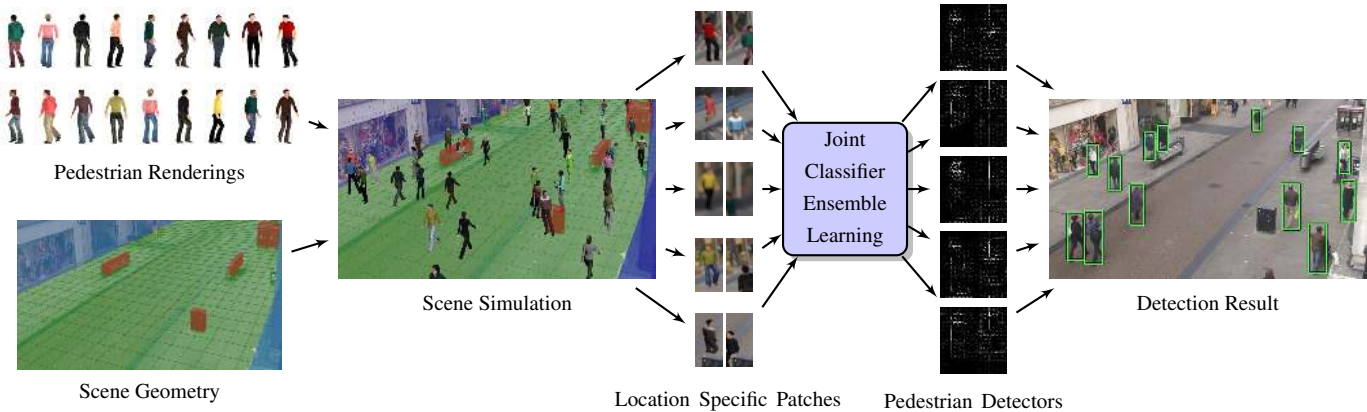 Pedestrian Renderings
Scene Geometry
Scene Simulation
Location Specific Patches
Joint
Classifier
Ensemble
Learning
Pedestrian Detectors
Detection Result